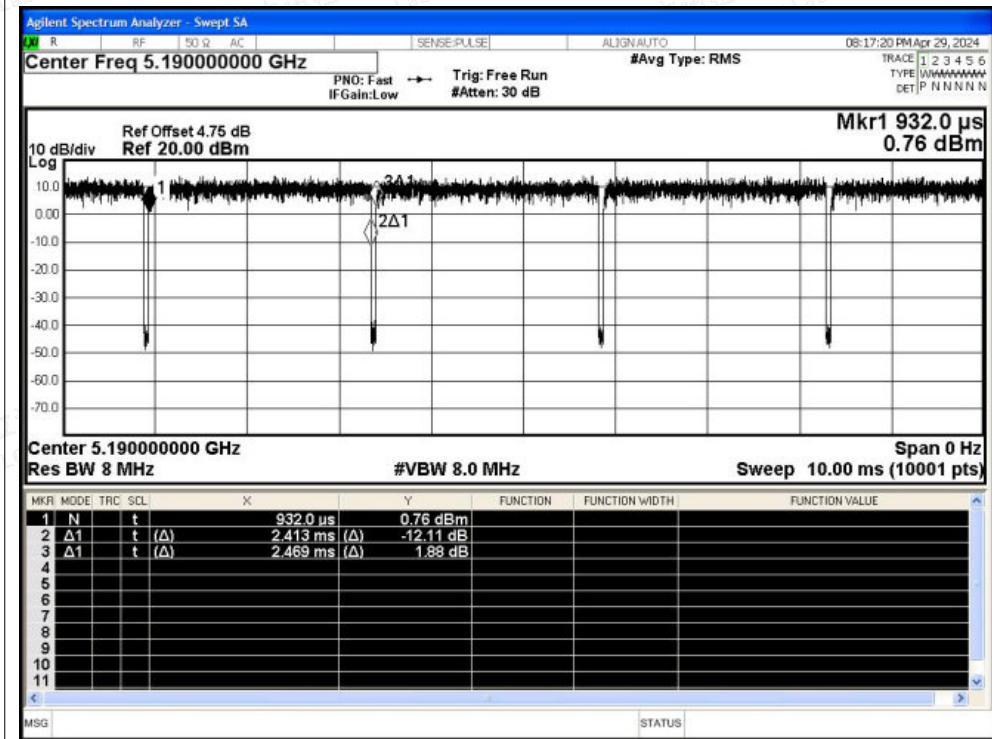 Agilent Spectrum Analyzer - Swept SA
LXI R RF 50 Ω AC SENSE:PULSE ALIGN AUTO 08:17:20 PM Apr 29, 2024
Center Freq 5.190000000 GHz #Avg Type: RMS TRACE 1 2 3 4 5 6
PNO: Fast Trig: Free Run TYPE WWWWWW
IFGain:Low #Atten: 30 dB DET P N N N N N
Mkr1 932.0 µs
Ref Offset 4.75 dB
10 dB/div Ref 20.00 dBm 0.76 dBm
Log
10.0
1
3Δ1
0.00
2Δ1
-10.0
-20.0
-30.0
-40.0
-50.0
-60.0
-70.0
Center 5.190000000 GHz Span 0 Hz
Res BW 8 MHz #VBW 8.0 MHz Sweep 10.00 ms (10001 pts)
MKR MODE TRC SCL X Y FUNCTION FUNCTION WIDTH FUNCTION VALUE
1 N t 932.0 µs 0.76 dBm
2 Δ1 t (Δ) 2.413 ms (Δ) -12.11 dB
3 Δ1 t (Δ) 2.469 ms (Δ) 1.88 dB
4
5
6
7
8
9
10
11
MSG STATUS